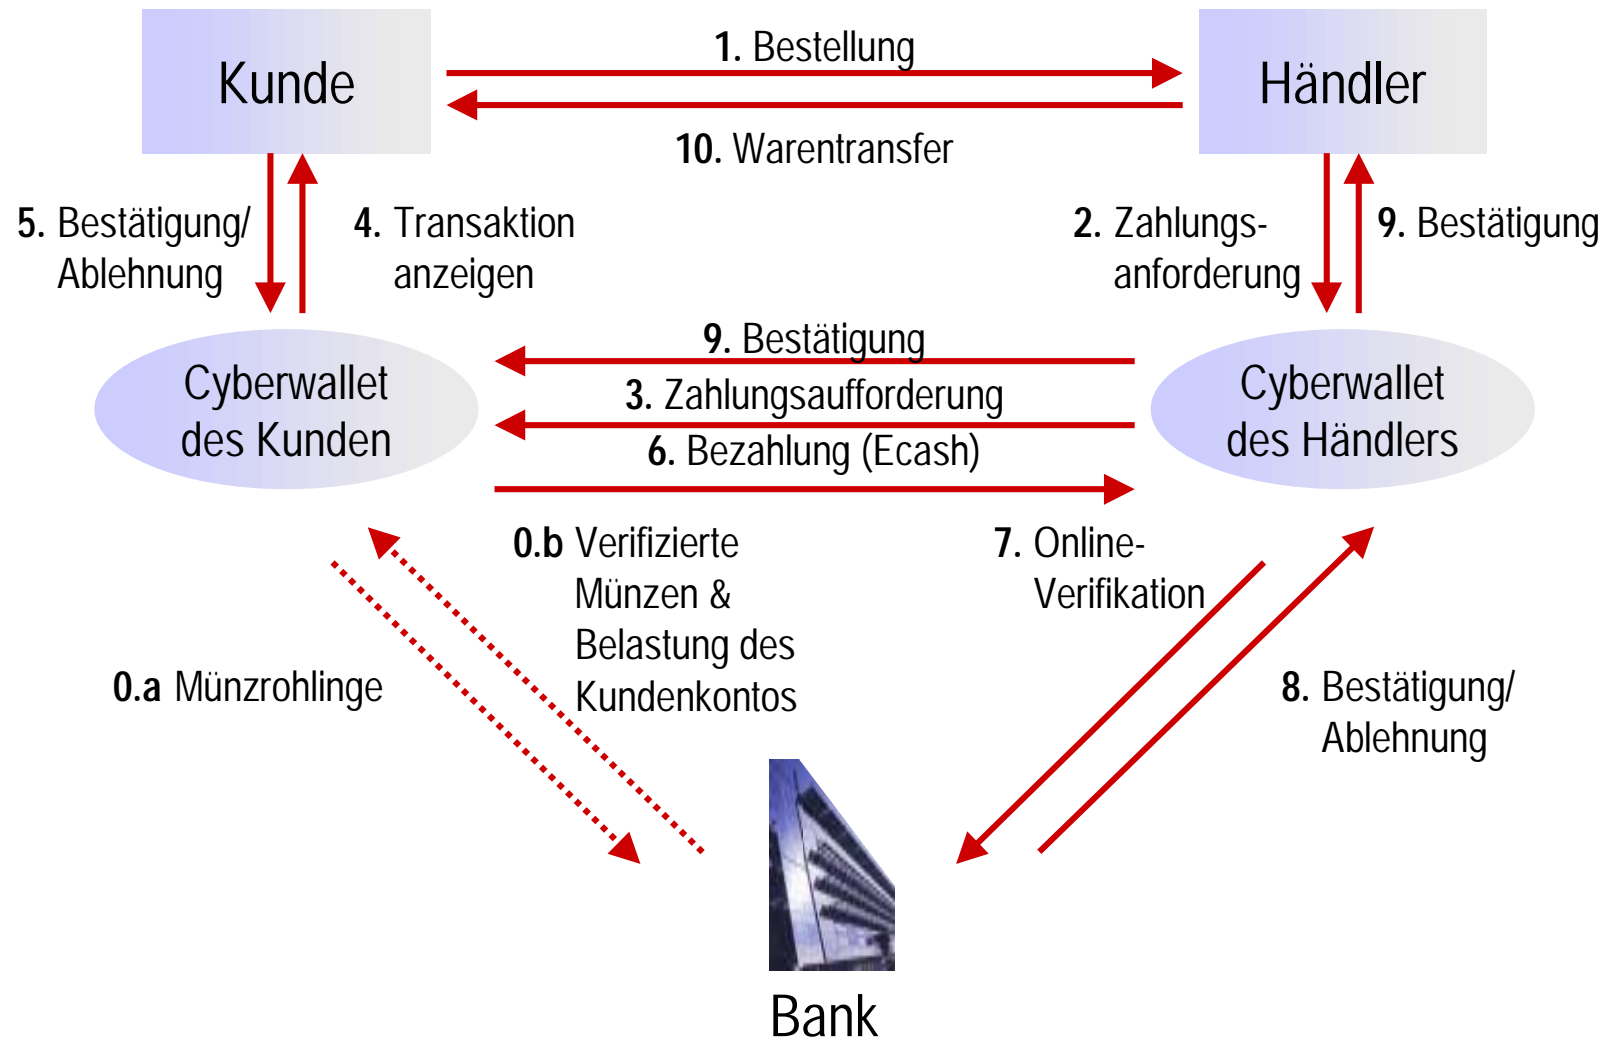 1. Bestellung
Kunde
Händler
10. Warentransfer
5. Bestätigung/
Ablehnung
4. Transaktion
anzeigen
2. Zahlungs-
anforderung
9. Bestätigung
9. Bestätigung
3. Zahlungsaufforderung
6. Bezahlung (Ecash)
Cyberwallet
des Kunden
Cyberwallet
des Händlers
0.b Verifizierte
Münzen &
Belastung des
Kundenkontos
7. Online-
Verifikation
0.a Münzrohlinge
8. Bestätigung/
Ablehnung
Bank